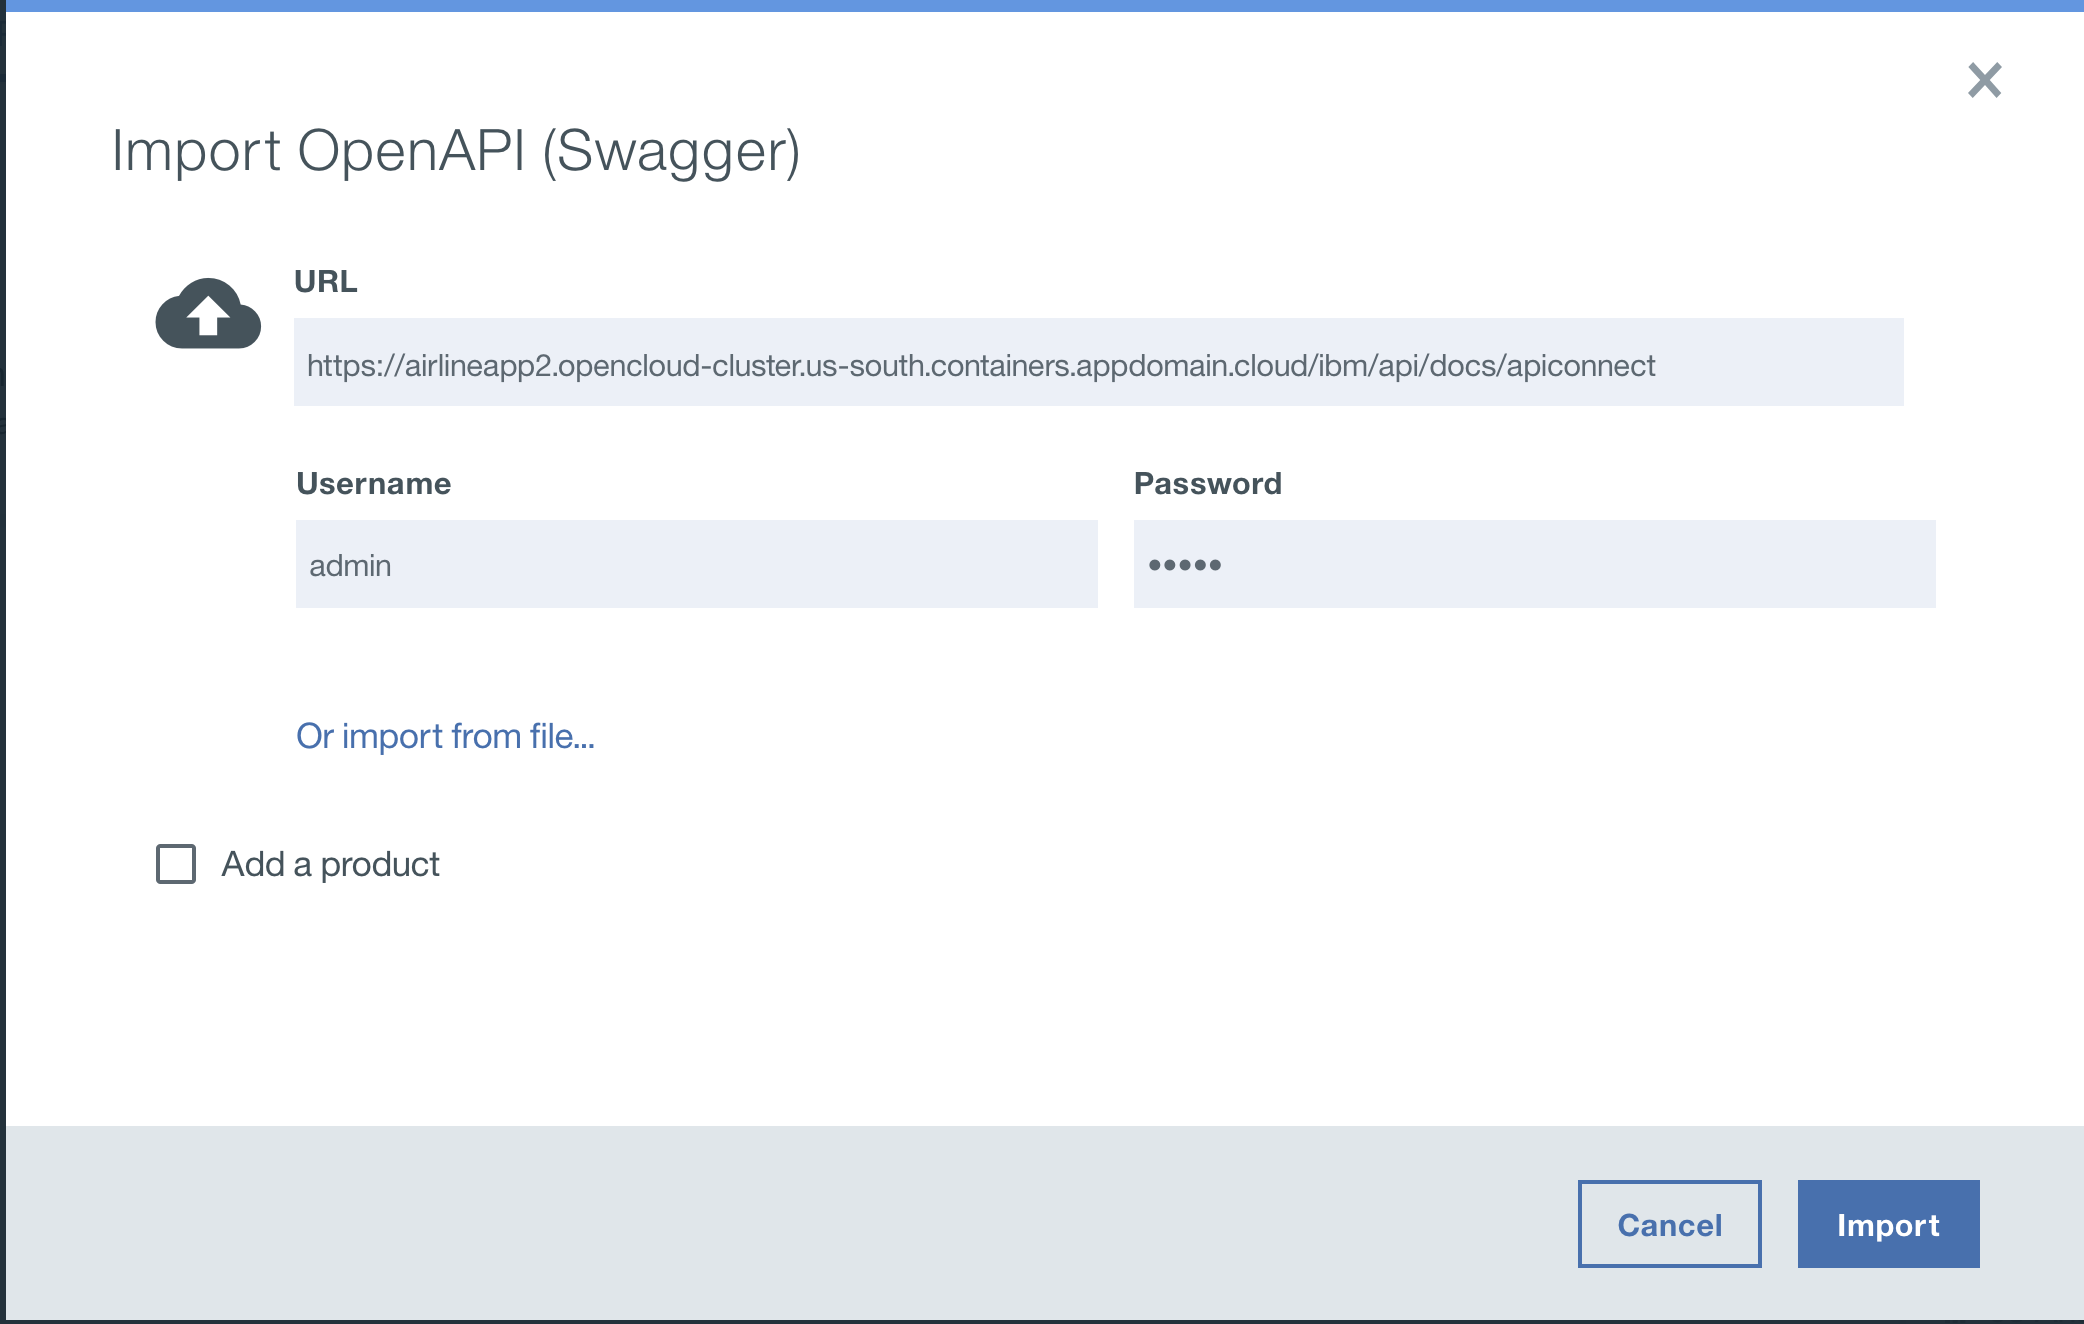 Import OpenAPI (Swagger)
URL
https://airlineapp2.opencloud-cluster.us-south.containers.appdomain.cloud/ibm/api/docs/apiconnect
Username
Password
admin
•••••
Or import from file...
Add a product
Cancel
Import